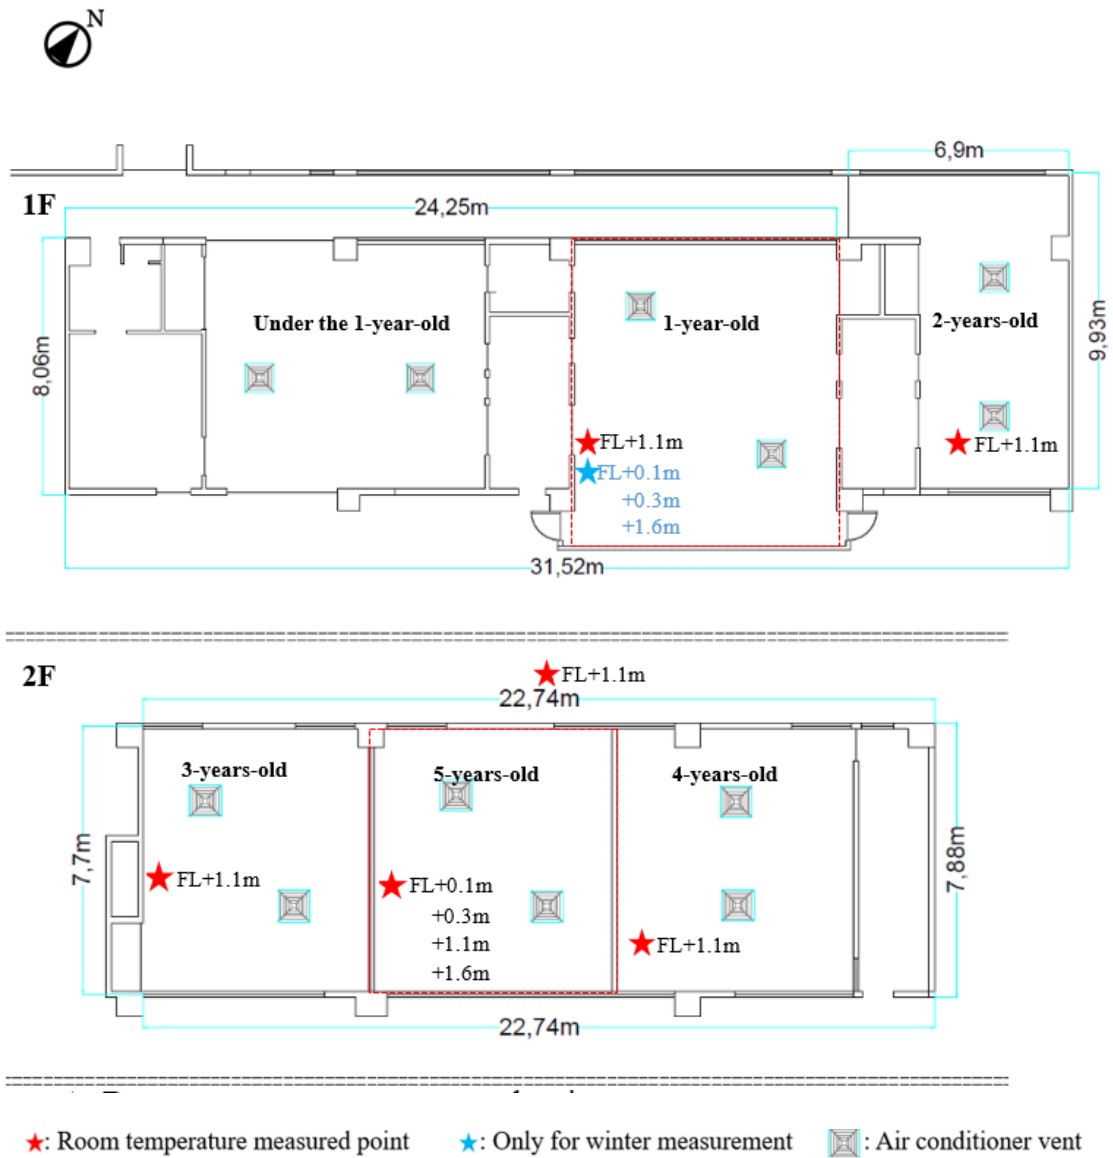 N
6,9m
1F
24,25m
Under the 1-year-old
1-year-old
2-years-old
8,06m
9,93m
FL+1.1m
FL+1.1m
FL+0.1m
+0.3m
+1.6m
31,52m
2F
FL+1.1m
22,74m
3-years-old
5-years-old
4-years-old
7,7m
7,88m
FL+1.1m
FL+0.1m
+0.3m
+1.1m
+1.6m
FL+1.1m
22,74m
: Room temperature measured point
: Only for winter measurement
: Air conditioner vent